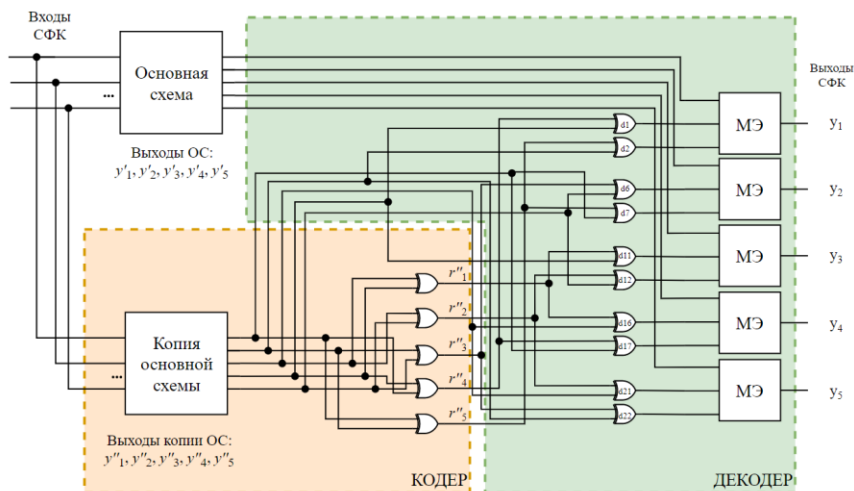 Входы
СФК
Основная
схема
...
Выходы ОС:
y'₁, y'₂, y'₃, y'₄, y'₅
Выходы
СФК
d1
d2
МЭ
y₁
d6
d7
МЭ
y₂
d11
d12
МЭ
y₃
d16
d17
МЭ
y₄
d21
d22
МЭ
y₅
r''₁
r''₂
r''₃
r''₄
r''₅
Копия
основной
схемы
...
Выходы копии ОС:
y''₁, y''₂, y''₃, y''₄, y''₅
КОДЕР
ДЕКОДЕР